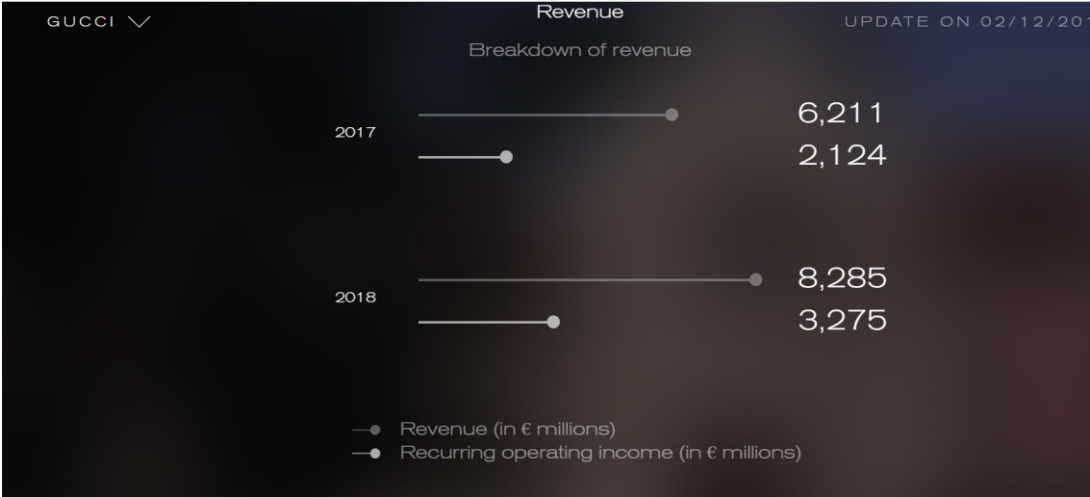 Revenue
GUCCI
UPDATE ON 02/12/201
Breakdown of revenue
2017
6,211
2,124
2018
8,285
3,275
Revenue (in € millions)
Recurring operating income (in € millions)